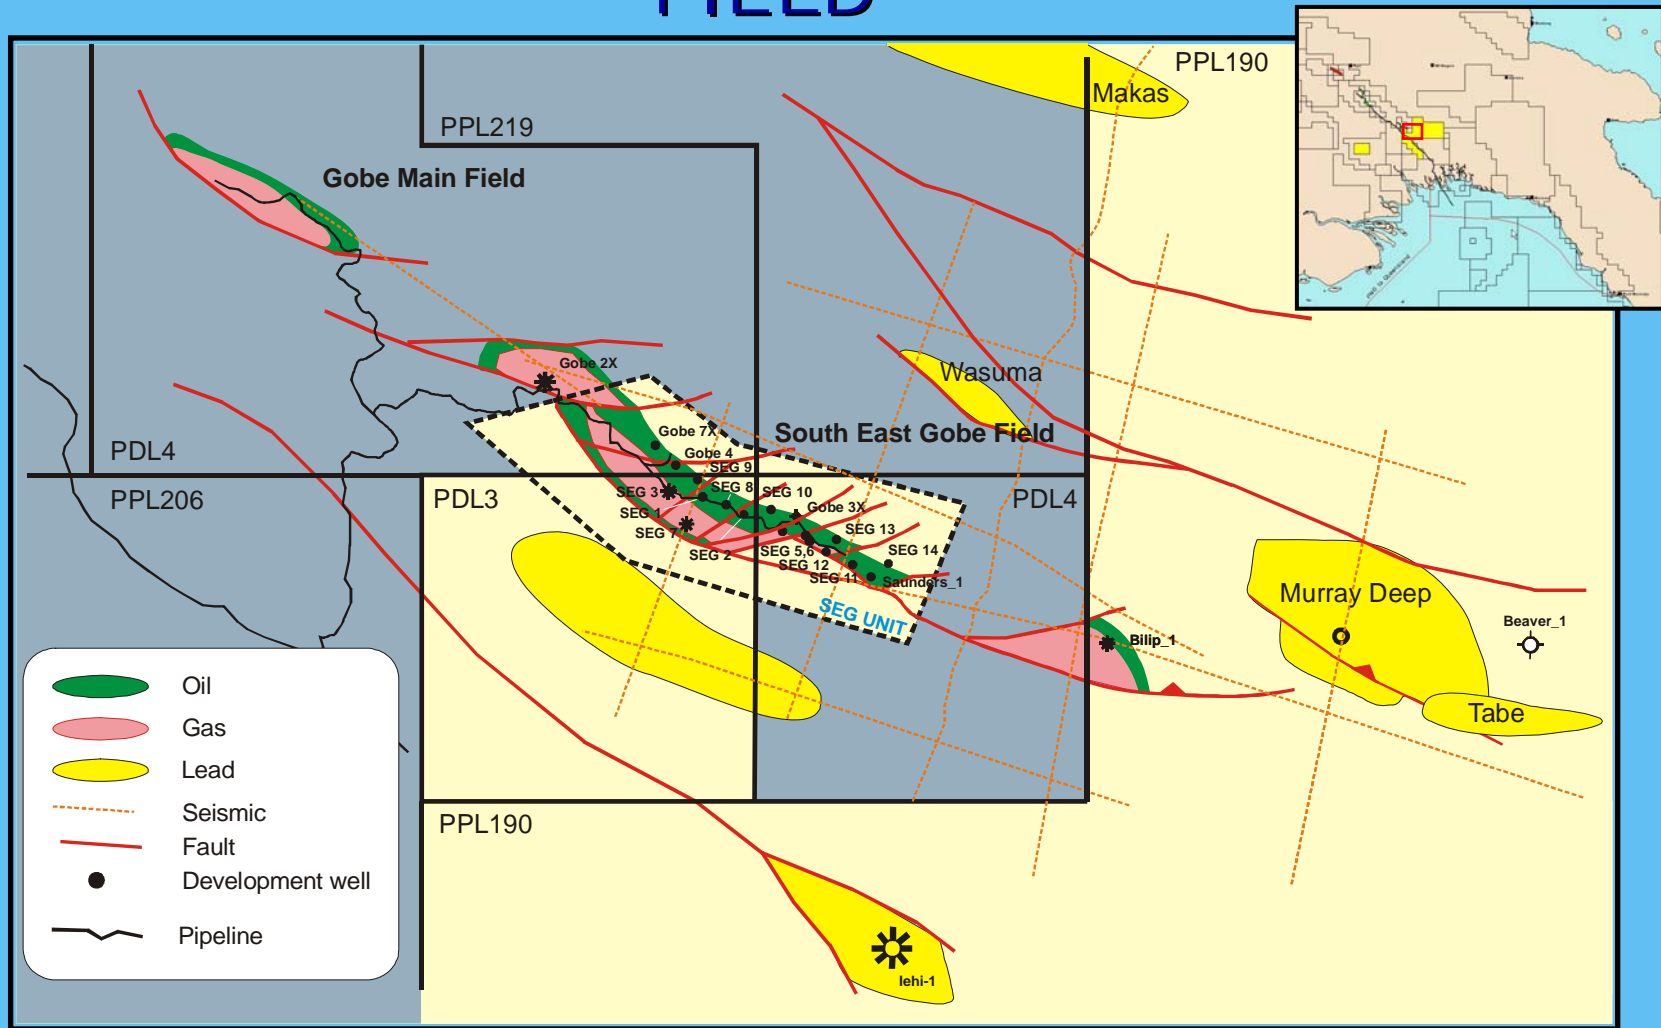 FIELD
PPL190
Makas
PPL219
Gobe Main Field
Gobe 2X
Wasuma
South East Gobe Field
Gobe 7X
Gobe 4
SEG 9
PDL4
PPL206
PDL3
SEG 3
SEG 8
SEG 10
PDL4
SEG 1
Gobe 3X
SEG 7
SEG 13
SEG 2
SEG 5,6
SEG 14
SEG 12
SEG 11
Saunders_1
SEG UNIT
Murray Deep
Beaver_1
Bilip_1
Tabe
Oil
Gas
Lead
Seismic
Fault
Development well
Pipeline
PPL190
Iehi-1